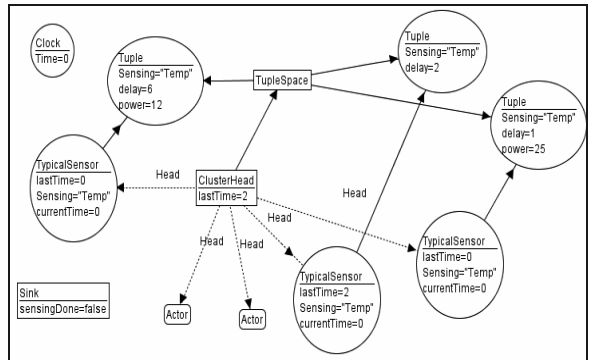 Clock
Time=0
Tuple
Sensing="Temp"
delay=6
power=12
TupleSpace
Tuple
Sensing="Temp"
delay=2
Tuple
Sensing="Temp"
delay=1
power=25
TypicalSensor
lastTime=0
Sensing="Temp"
currentTime=0
Head
ClusterHead
lastTime=2
Head
Head
Head
Head
TypicalSensor
lastTime=0
Sensing="Temp"
currentTime=0
TypicalSensor
lastTime=2
Sensing="Temp"
currentTime=0
Sink
sensingDone=false
Actor
Actor